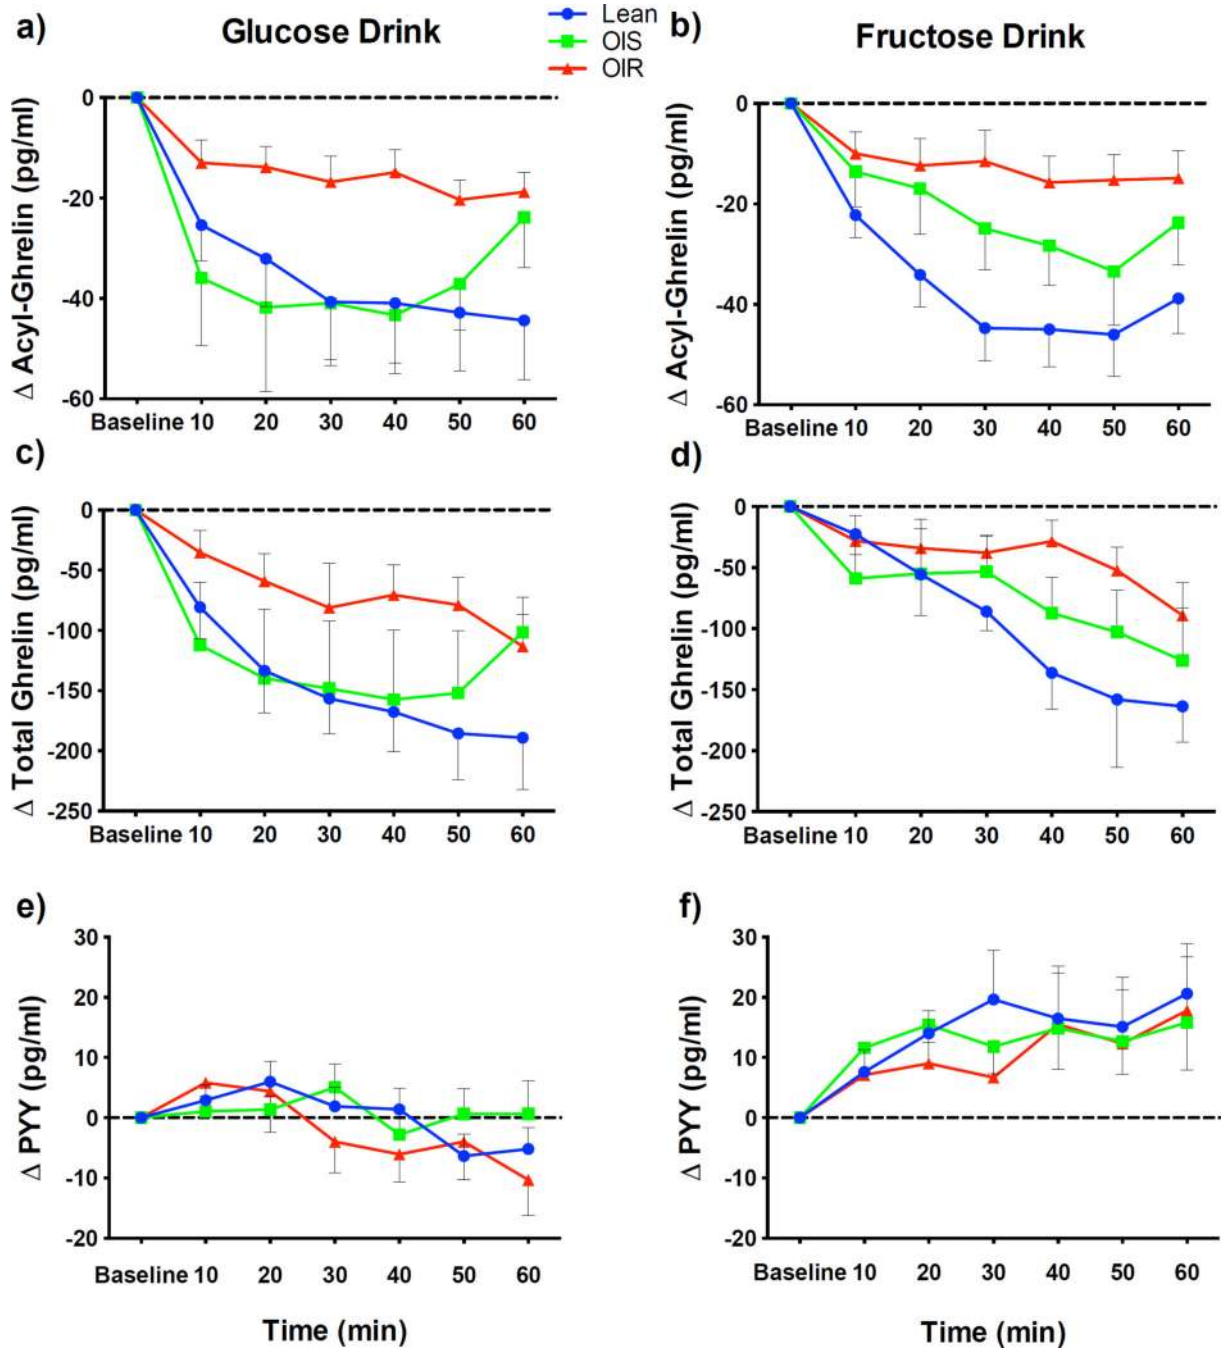 a) Glucose Drink
Lean
OIS
OIR
b) Fructose Drink
Δ Acyl-Ghrelin (pg/ml)
0
-20
-40
-60
Baseline 10 20 30 40 50 60
Δ Acyl-Ghrelin (pg/ml)
0
-20
-40
-60
Baseline 10 20 30 40 50 60
c)
Δ Total Ghrelin (pg/ml)
0
-50
-100
-150
-200
-250
Baseline 10 20 30 40 50 60
d)
Δ Total Ghrelin (pg/ml)
0
-50
-100
-150
-200
-250
Baseline 10 20 30 40 50 60
e)
Δ PYY (pg/ml)
30
20
10
0
-10
-20
Baseline 10 20 30 40 50 60
Time (min)
f)
Δ PYY (pg/ml)
30
20
10
0
-10
-20
Baseline 10 20 30 40 50 60
Time (min)